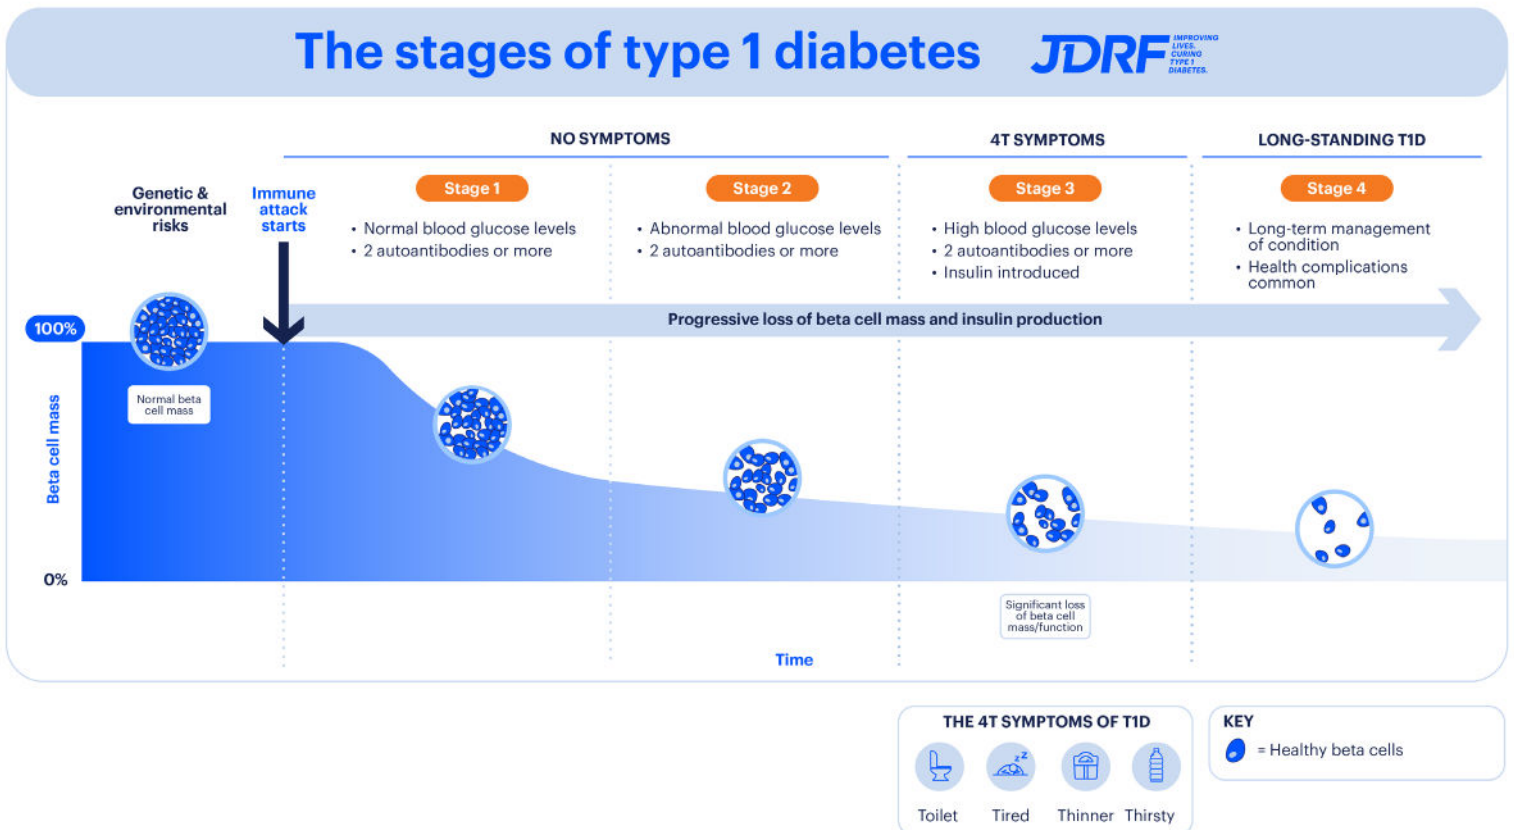 The stages of type 1 diabetes
JDRF
IMPROVING
LIVES.
CURING
TYPE 1
DIABETES.
NO SYMPTOMS
4T SYMPTOMS
LONG-STANDING T1D
Genetic &
environmental
risks
Immune
attack
starts
Stage 1
• Normal blood glucose levels
• 2 autoantibodies or more
Stage 2
• Abnormal blood glucose levels
• 2 autoantibodies or more
Stage 3
• High blood glucose levels
• 2 autoantibodies or more
• Insulin introduced
Stage 4
• Long-term management
of condition
• Health complications
common
Progressive loss of beta cell mass and insulin production
100%
Normal beta
cell mass
Beta cell mass
0%
Significant loss
of beta cell
mass/function
Time
THE 4T SYMPTOMS OF T1D
z z
Toilet
Tired
Thinner
Thirsty
KEY
= Healthy beta cells